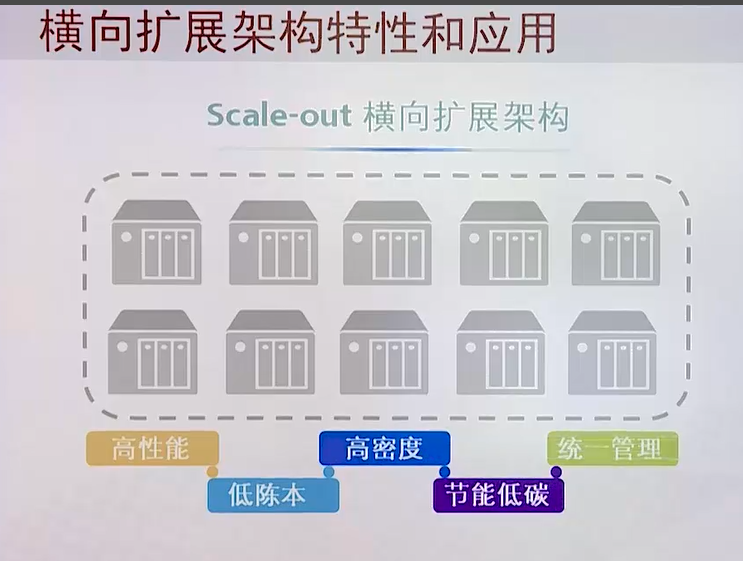 横向扩展架构特性和应用
Scale-out 横向扩展架构
高性能
低陈本
高密度
节能低碳
统一管理